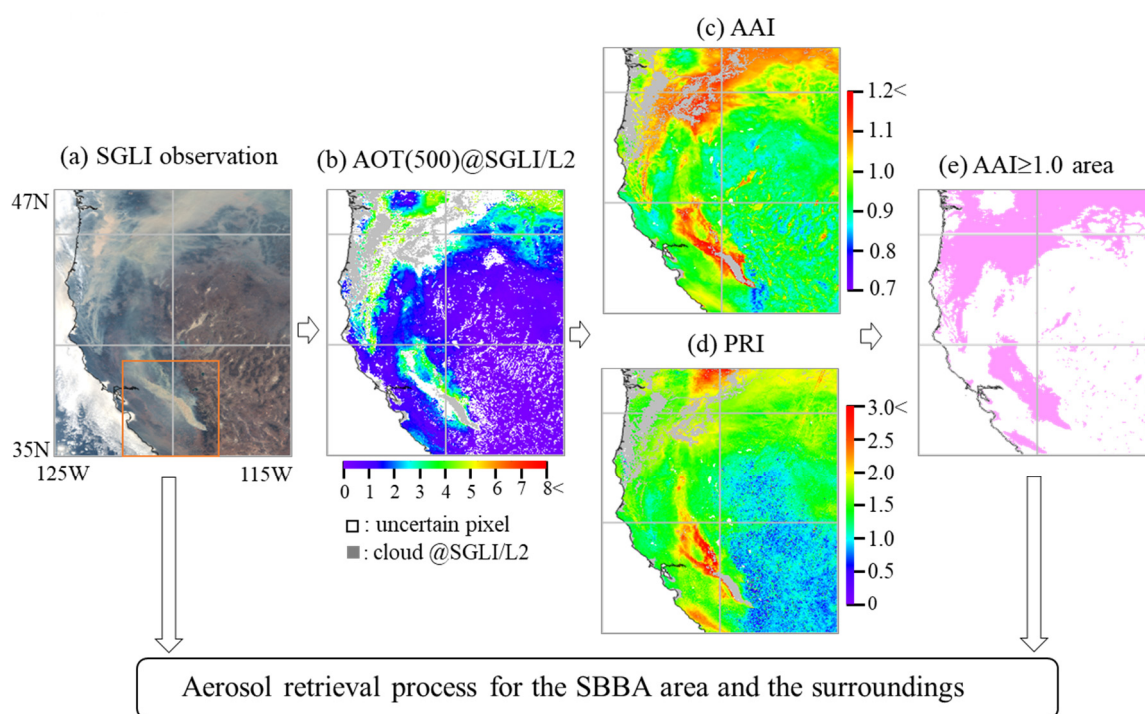 (c) AAI
1.2<
1.1
1.0
0.9
0.8
0.7
(a) SGLI observation
47N
35N
125W 115W
(b) AOT(500)@SGLI/L2
0 1 2 3 4 5 6 7 8<
: uncertain pixel
: cloud @SGLI/L2
(d) PRI
3.0<
2.5
2.0
1.5
1.0
0.5
0
(e) AAI≥1.0 area
Aerosol retrieval process for the SBBA area and the surroundings